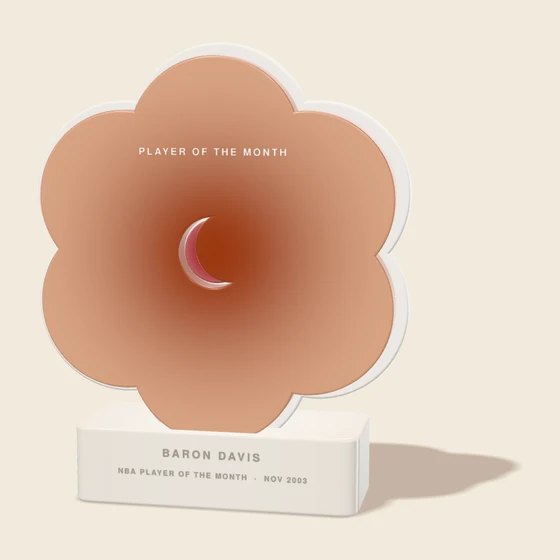 PLAYER OF THE MONTH
BARON DAVIS
NBA PLAYER OF THE MONTH · NOV 2003